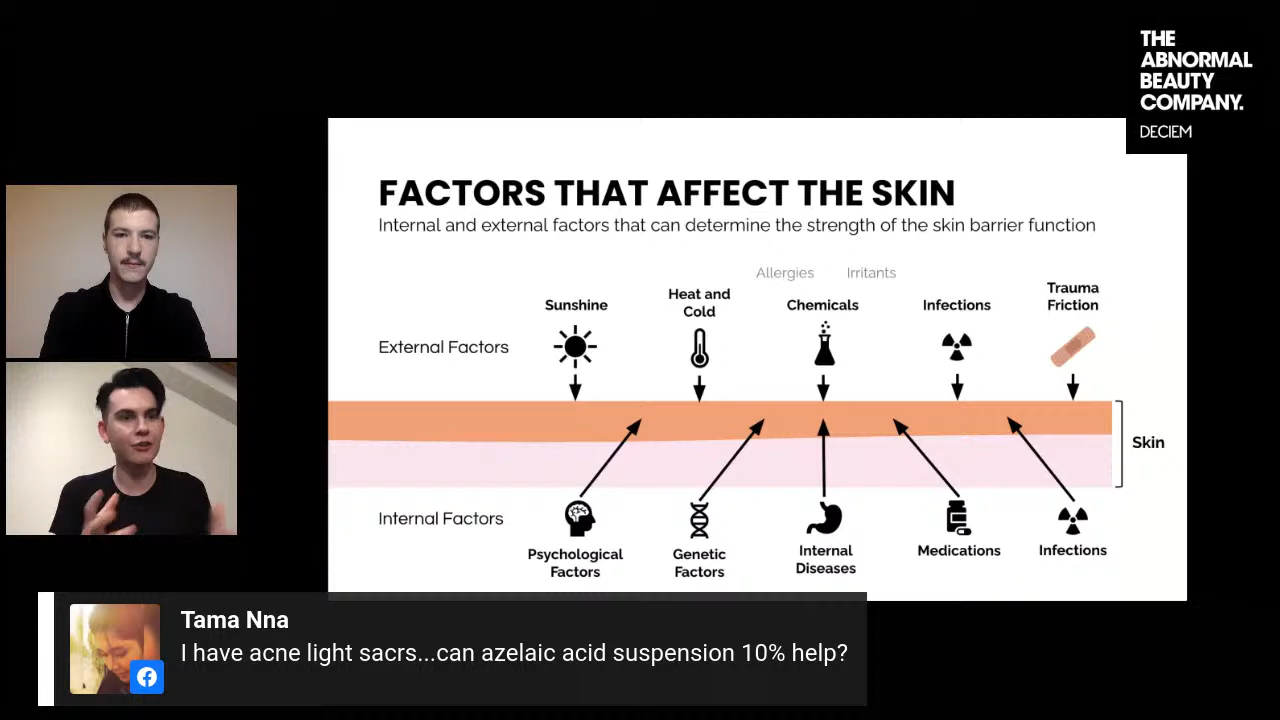 THE
ABNORMAL
BEAUTY
COMPANY.
DECIEM
FACTORS THAT AFFECT THE SKIN
Internal and external factors that can determine the strength of the skin barrier function
Allergies Irritants
Sunshine
Heat and
Cold
Chemicals
Infections
Trauma
Friction
External Factors
Skin
Internal Factors
Psychological
Factors
Genetic
Factors
Internal
Diseases
Medications
Infections
Tama Nna
I have acne light sacrs...can azelaic acid suspension 10% help?